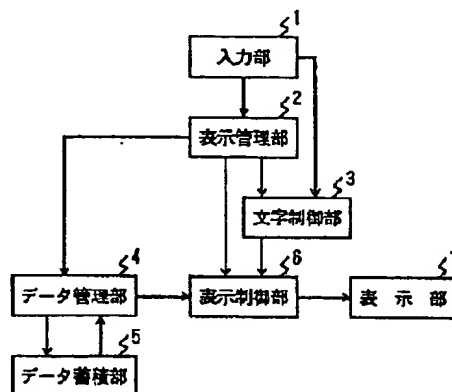 1
入力部
2
表示管理部
3
文字制御部
4
データ管理部
6
表示制御部
表 示 部
5
データ蓄積部